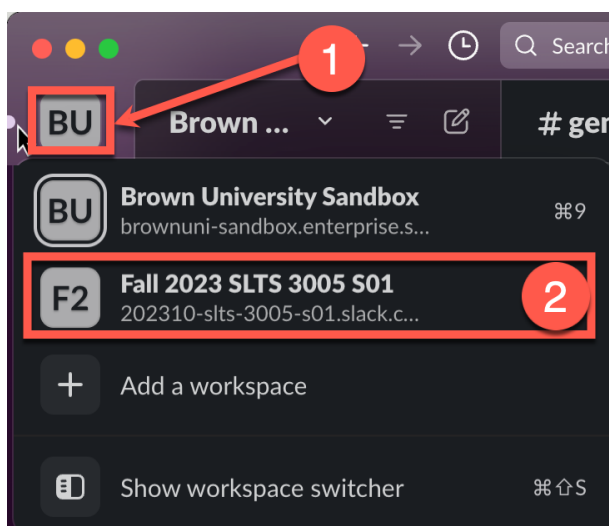 1
Search
BU
Brown ...
# ger
BU
Brown University Sandbox
brownuni-sandbox.enterprise.s...
⌘9
F2
Fall 2023 SLTS 3005 S01
202310-slts-3005-s01.slack.c...
2
Add a workspace
Show workspace switcher
⌘⇧S